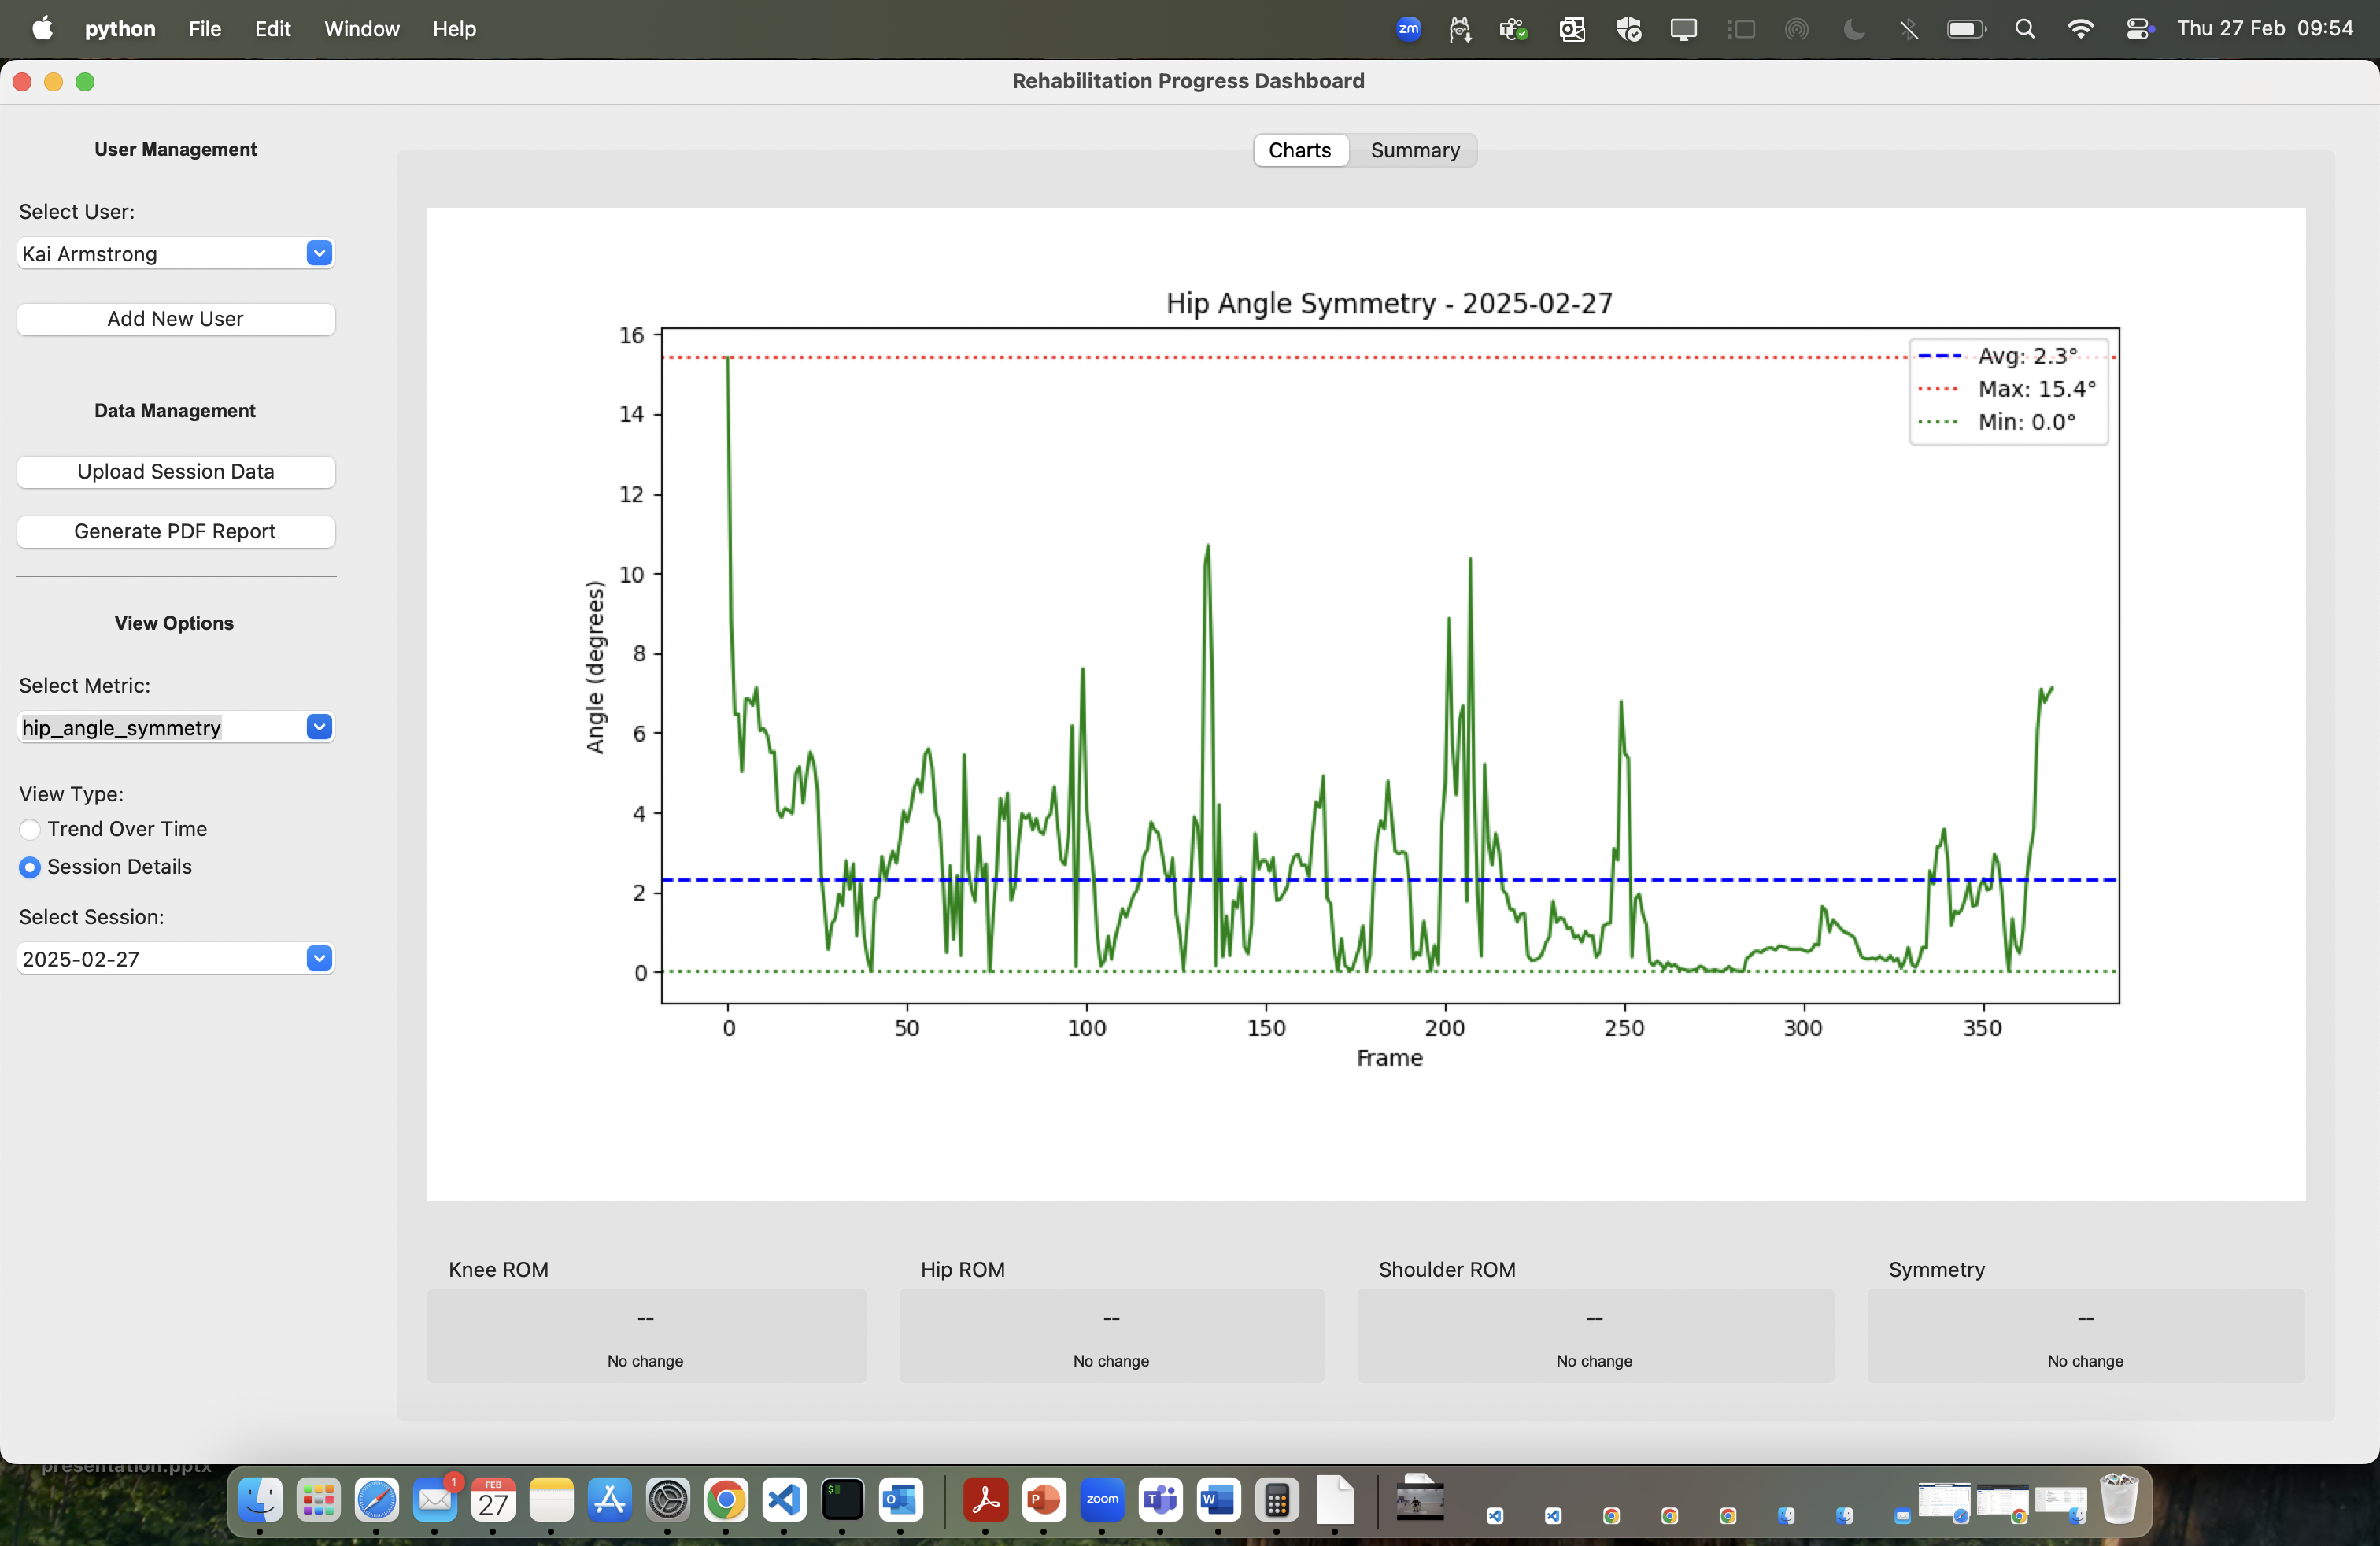 python File Edit Window Help
zm
Thu 27 Feb 09:54
Rehabilitation Progress Dashboard
User Management
Select User:
Kai Armstrong
Add New User
Data Management
Upload Session Data
Generate PDF Report
View Options
Select Metric:
hip_angle_symmetry
View Type:
Trend Over Time
Session Details
Select Session:
2025-02-27
Charts Summary
Hip Angle Symmetry - 2025-02-27
Avg: 2.3°
Max: 15.4°
Min: 0.0°
Angle (degrees)
16
14
12
10
8
6
4
2
0
0 50 100 150 200 250 300 350
Frame
Knee ROM Hip ROM Shoulder ROM Symmetry
-- -- -- --
No change No change No change No change
presentation.pptx
1
FEB
27
$
O
P
zoom
T
W